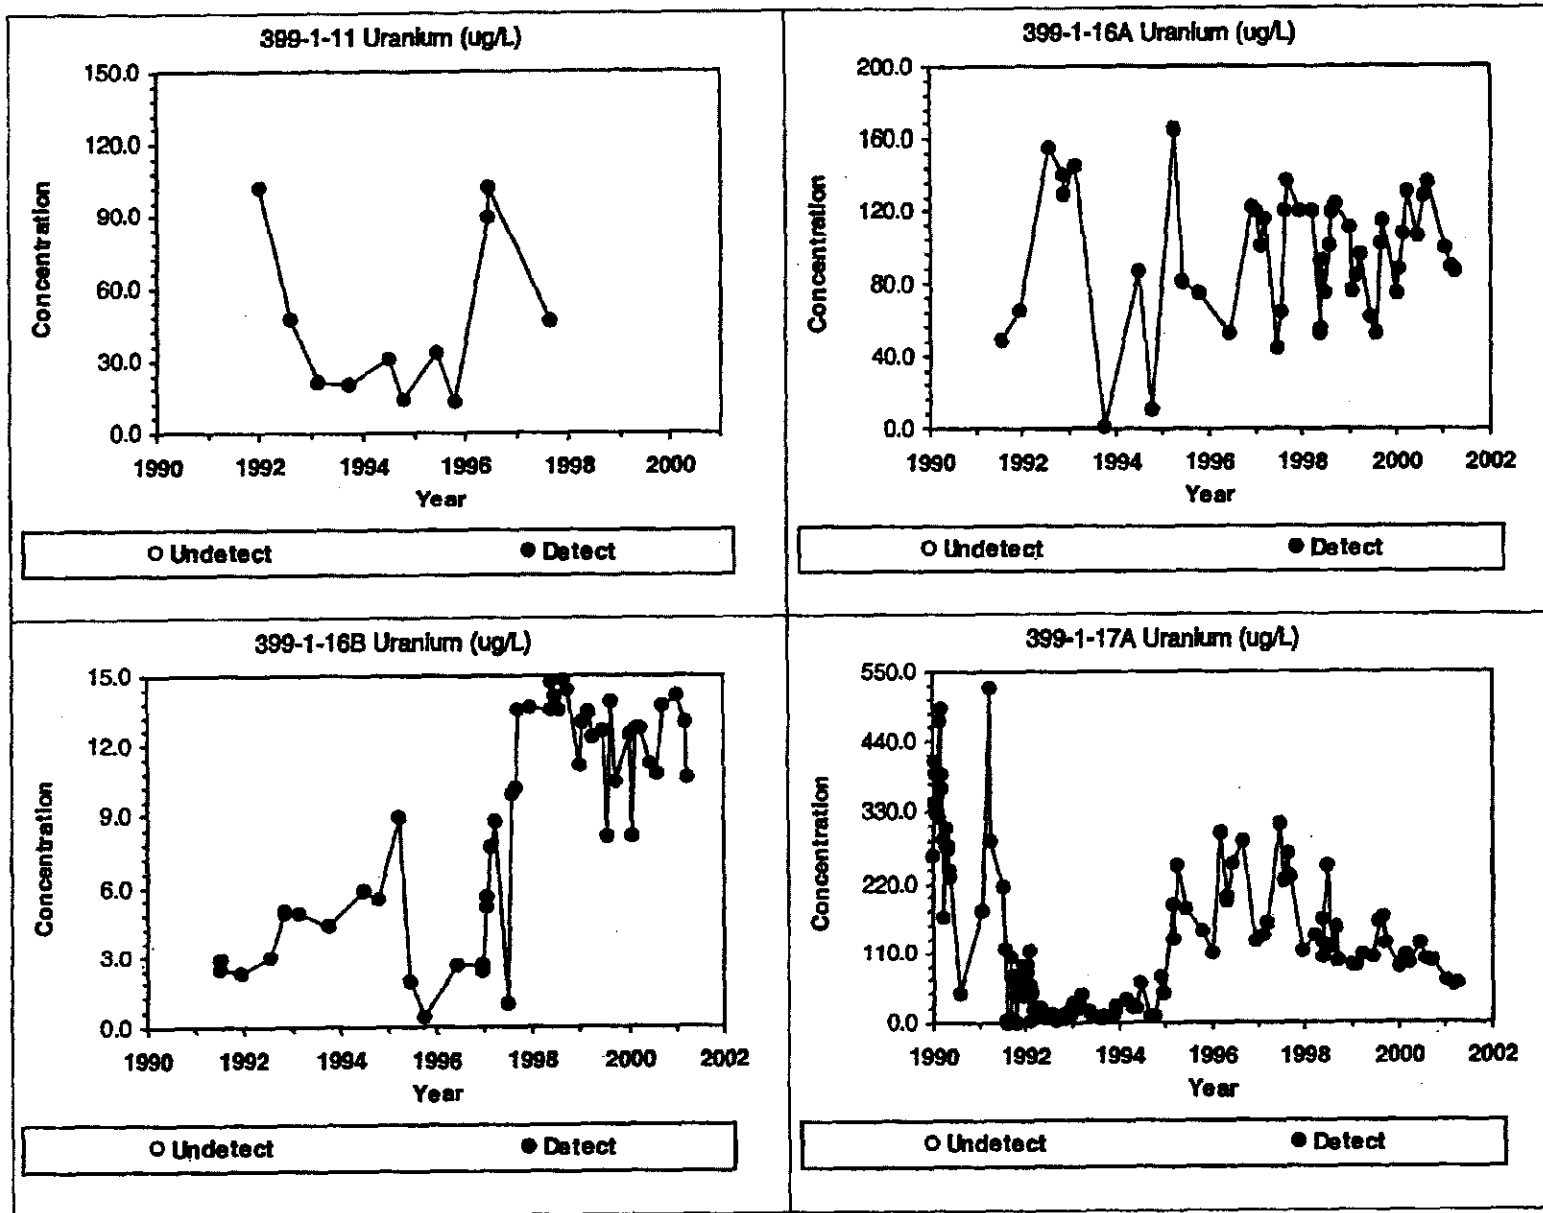 399-1-11 Uranium (ug/L)
150.0
120.0
90.0
60.0
30.0
0.0
Concentration
1990 1992 1994 1996 1998 2000
Year
Undetect Detect
399-1-16A Uranium (ug/L)
200.0
160.0
120.0
80.0
40.0
0.0
Concentration
1990 1992 1994 1996 1998 2000 2002
Year
Undetect Detect
399-1-16B Uranium (ug/L)
15.0
12.0
9.0
6.0
3.0
0.0
Concentration
1990 1992 1994 1996 1998 2000 2002
Year
Undetect Detect
399-1-17A Uranium (ug/L)
550.0
440.0
330.0
220.0
110.0
0.0
Concentration
1990 1992 1994 1996 1998 2000 2002
Year
Undetect Detect